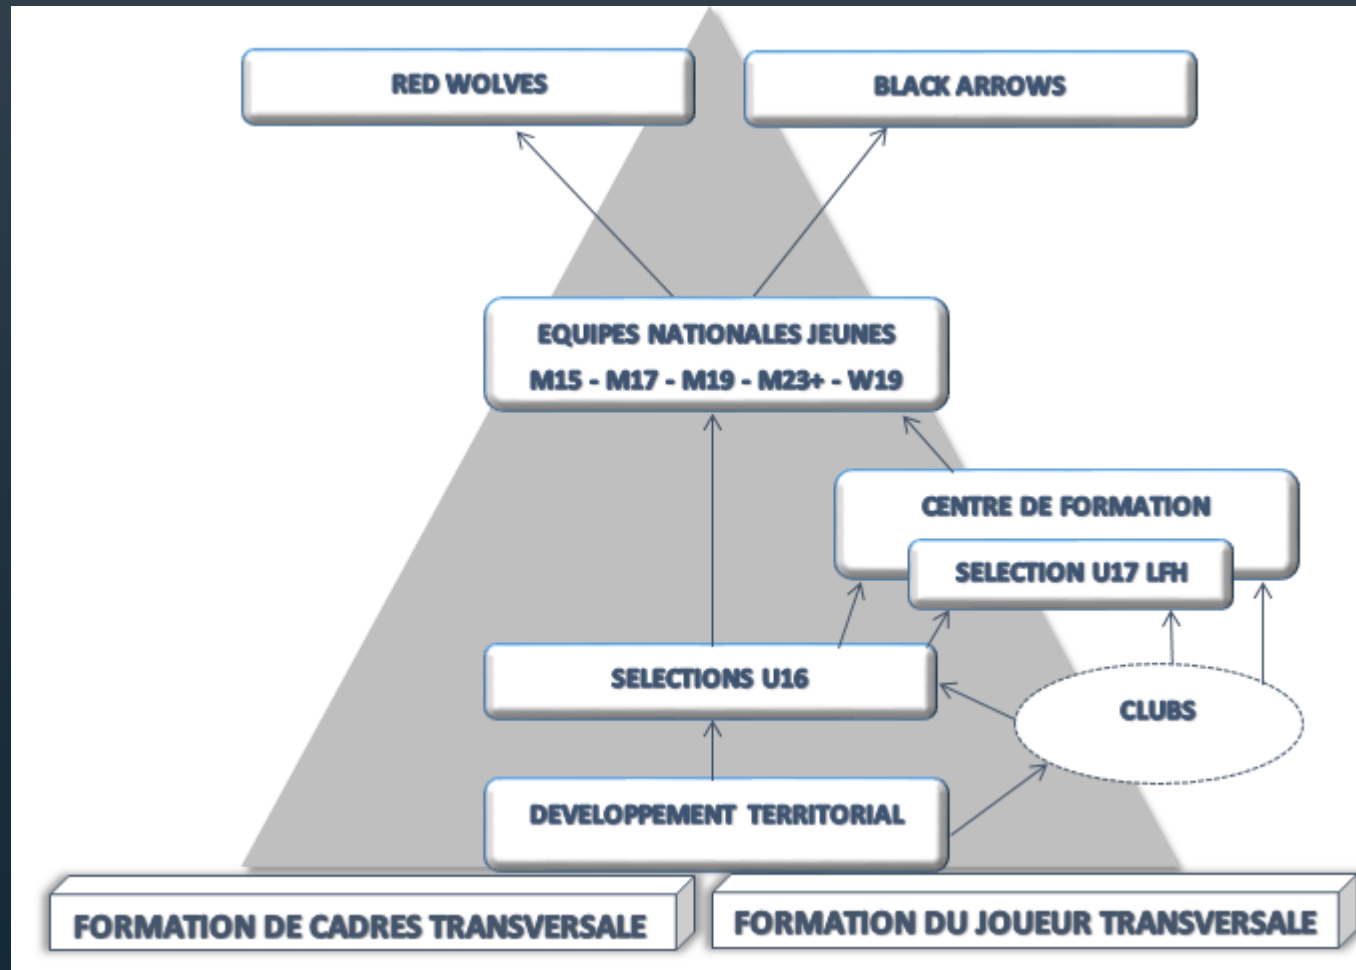 RED WOLVES
BLACK ARROWS
EQUIPES NATIONALES JEUNES
M15 - M17 - M19 - M23+ - W19
CENTRE DE FORMATION
SELECTION U17 LFH
SELECTIONS U16
CLUBS
DEVELOPPEMENT TERRITORIAL
FORMATION DE CADRES TRANSVERSALE
FORMATION DU JOUEUR TRANSVERSALE